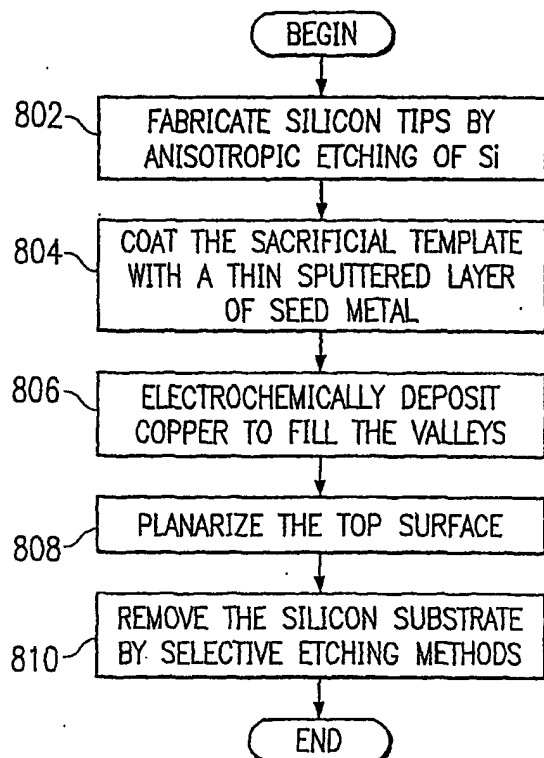 BEGIN
802
FABRICATE SILICON TIPS BY
ANISOTROPIC ETCHING OF Si
804
COAT THE SACRIFICIAL TEMPLATE
WITH A THIN SPUTTERED LAYER
OF SEED METAL
806
ELECTROCHEMICALLY DEPOSIT
COPPER TO FILL THE VALLEYS
808
PLANARIZE THE TOP SURFACE
810
REMOVE THE SILICON SUBSTRATE
BY SELECTIVE ETCHING METHODS
END